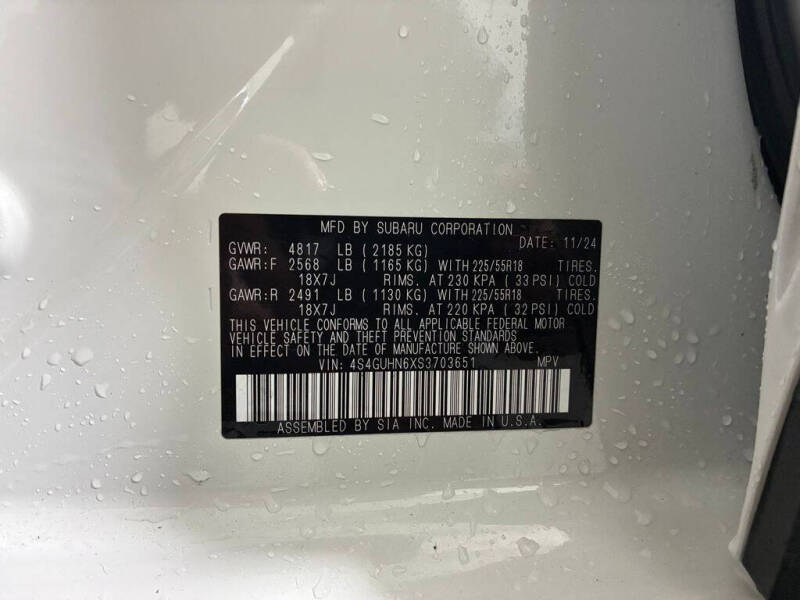 MFD BY SUBARU CORPORATION
DATE: 11/24
GVWR: 4817 LB (2185 KG)
GAWR:F 2568 LB (1165 KG) WITH 225/55R18 TIRES.
18X7J RIMS. AT 230 KPA (33 PSI) COLD
GAWR:R 2491 LB (1130 KG) WITH 225/55R18 TIRES.
18X7J RIMS. AT 220 KPA (32 PSI) COLD
THIS VEHICLE CONFORMS TO ALL APPLICABLE FEDERAL MOTOR
VEHICLE SAFETY AND THEFT PREVENTION STANDARDS
IN EFFECT ON THE DATE OF MANUFACTURE SHOWN ABOVE.
VIN: 4S4GUHN6XS3703651 MPV
ASSEMBLED BY SIA INC. MADE IN U.S.A.